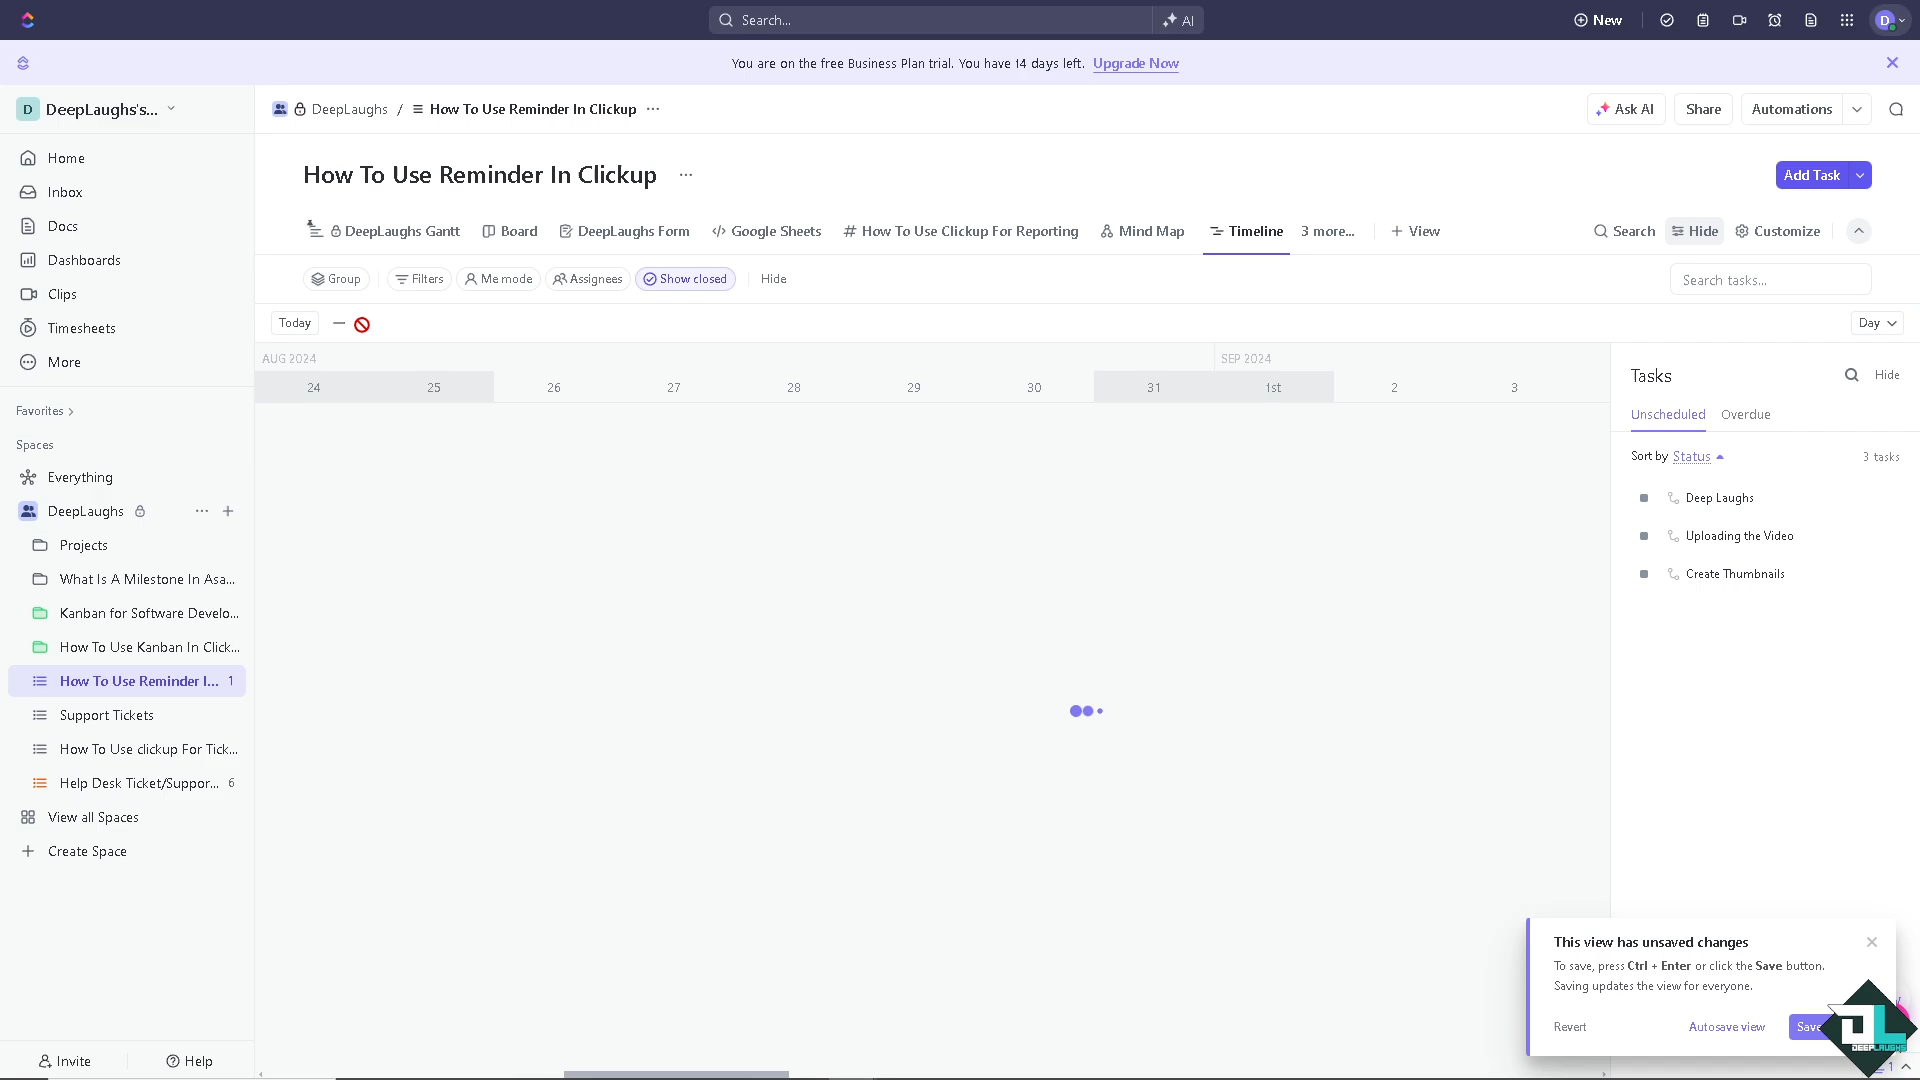 Search...
AI
New
D
You are on the free Business Plan trial. You have 14 days left. Upgrade Now
D DeepLaughs's...
DeepLaughs / How To Use Reminder In Clickup ...
Ask AI
Share
Automations
Home
Inbox
Docs
Dashboards
Clips
Timesheets
More
Favorites
Spaces
Everything
DeepLaughs
Projects
What Is A Milestone In Asa...
Kanban for Software Develo...
How To Use Kanban In Click...
How To Use Reminder I... 1
Support Tickets
How To Use clickup For Tick...
Help Desk Ticket/Suppor... 6
View all Spaces
Create Space
Invite
Help
How To Use Reminder In Clickup ...
Add Task
DeepLaughs Gantt
Board
DeepLaughs Form
Google Sheets
How To Use Clickup For Reporting
Mind Map
Timeline
3 more...
View
Search
Hide
Customize
Group
Filters
Me mode
Assignees
Show closed
Hide
Search tasks...
Today
Day
AUG 2024
SEP 2024
24 25 26 27 28 29 30 31 1st 2 3
Tasks
Hide
Unscheduled
Overdue
Sort by Status
3 tasks
Deep Laughs
Uploading the Video
Create Thumbnails
This view has unsaved changes
To save, press Ctrl + Enter or click the Save button.
Saving updates the view for everyone.
Revert
Autosave view
Save
DEEPLAUGHS
1